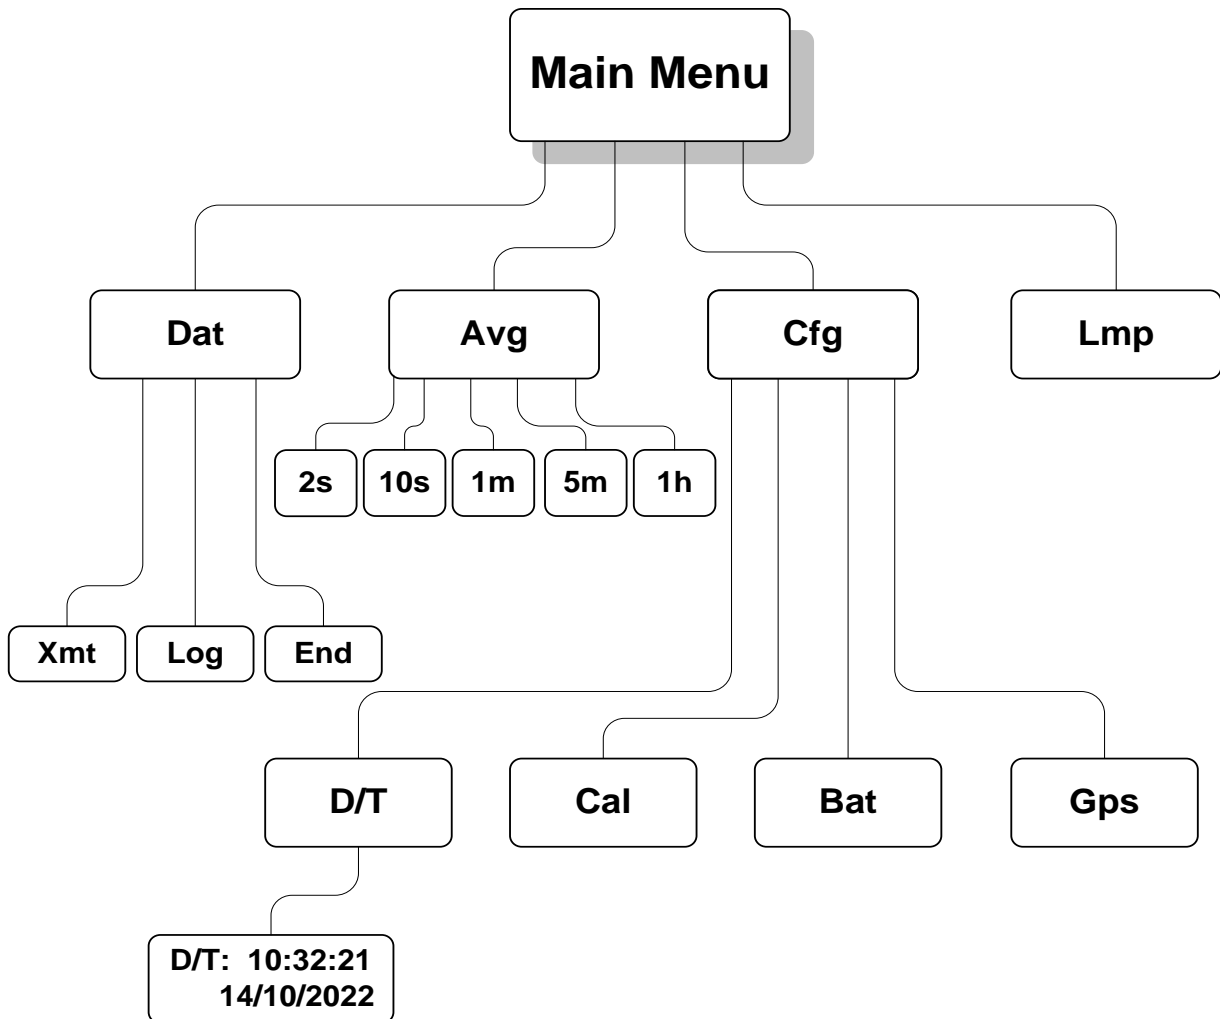 Main Menu
Dat
Avg
Cfg
Lmp
2s
10s
1m
5m
1h
Xmt
Log
End
D/T
Cal
Bat
Gps
D/T: 10:32:21
14/10/2022